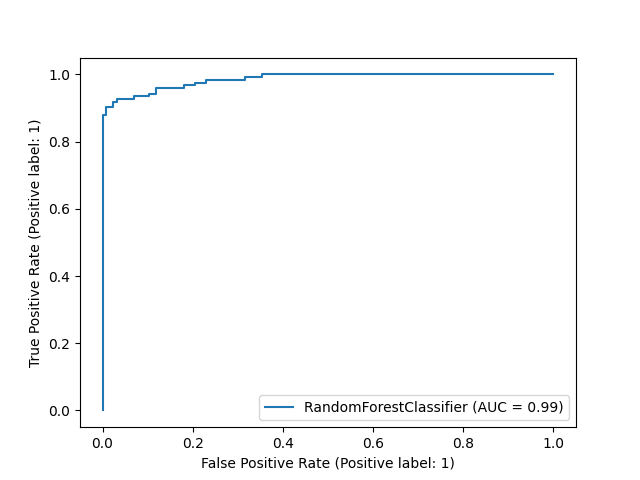 1.0
0.8
0.6
0.4
0.2
0.0
True Positive Rate (Positive label: 1)
RandomForestClassifier (AUC = 0.99)
0.0 0.2 0.4 0.6 0.8 1.0
False Positive Rate (Positive label: 1)